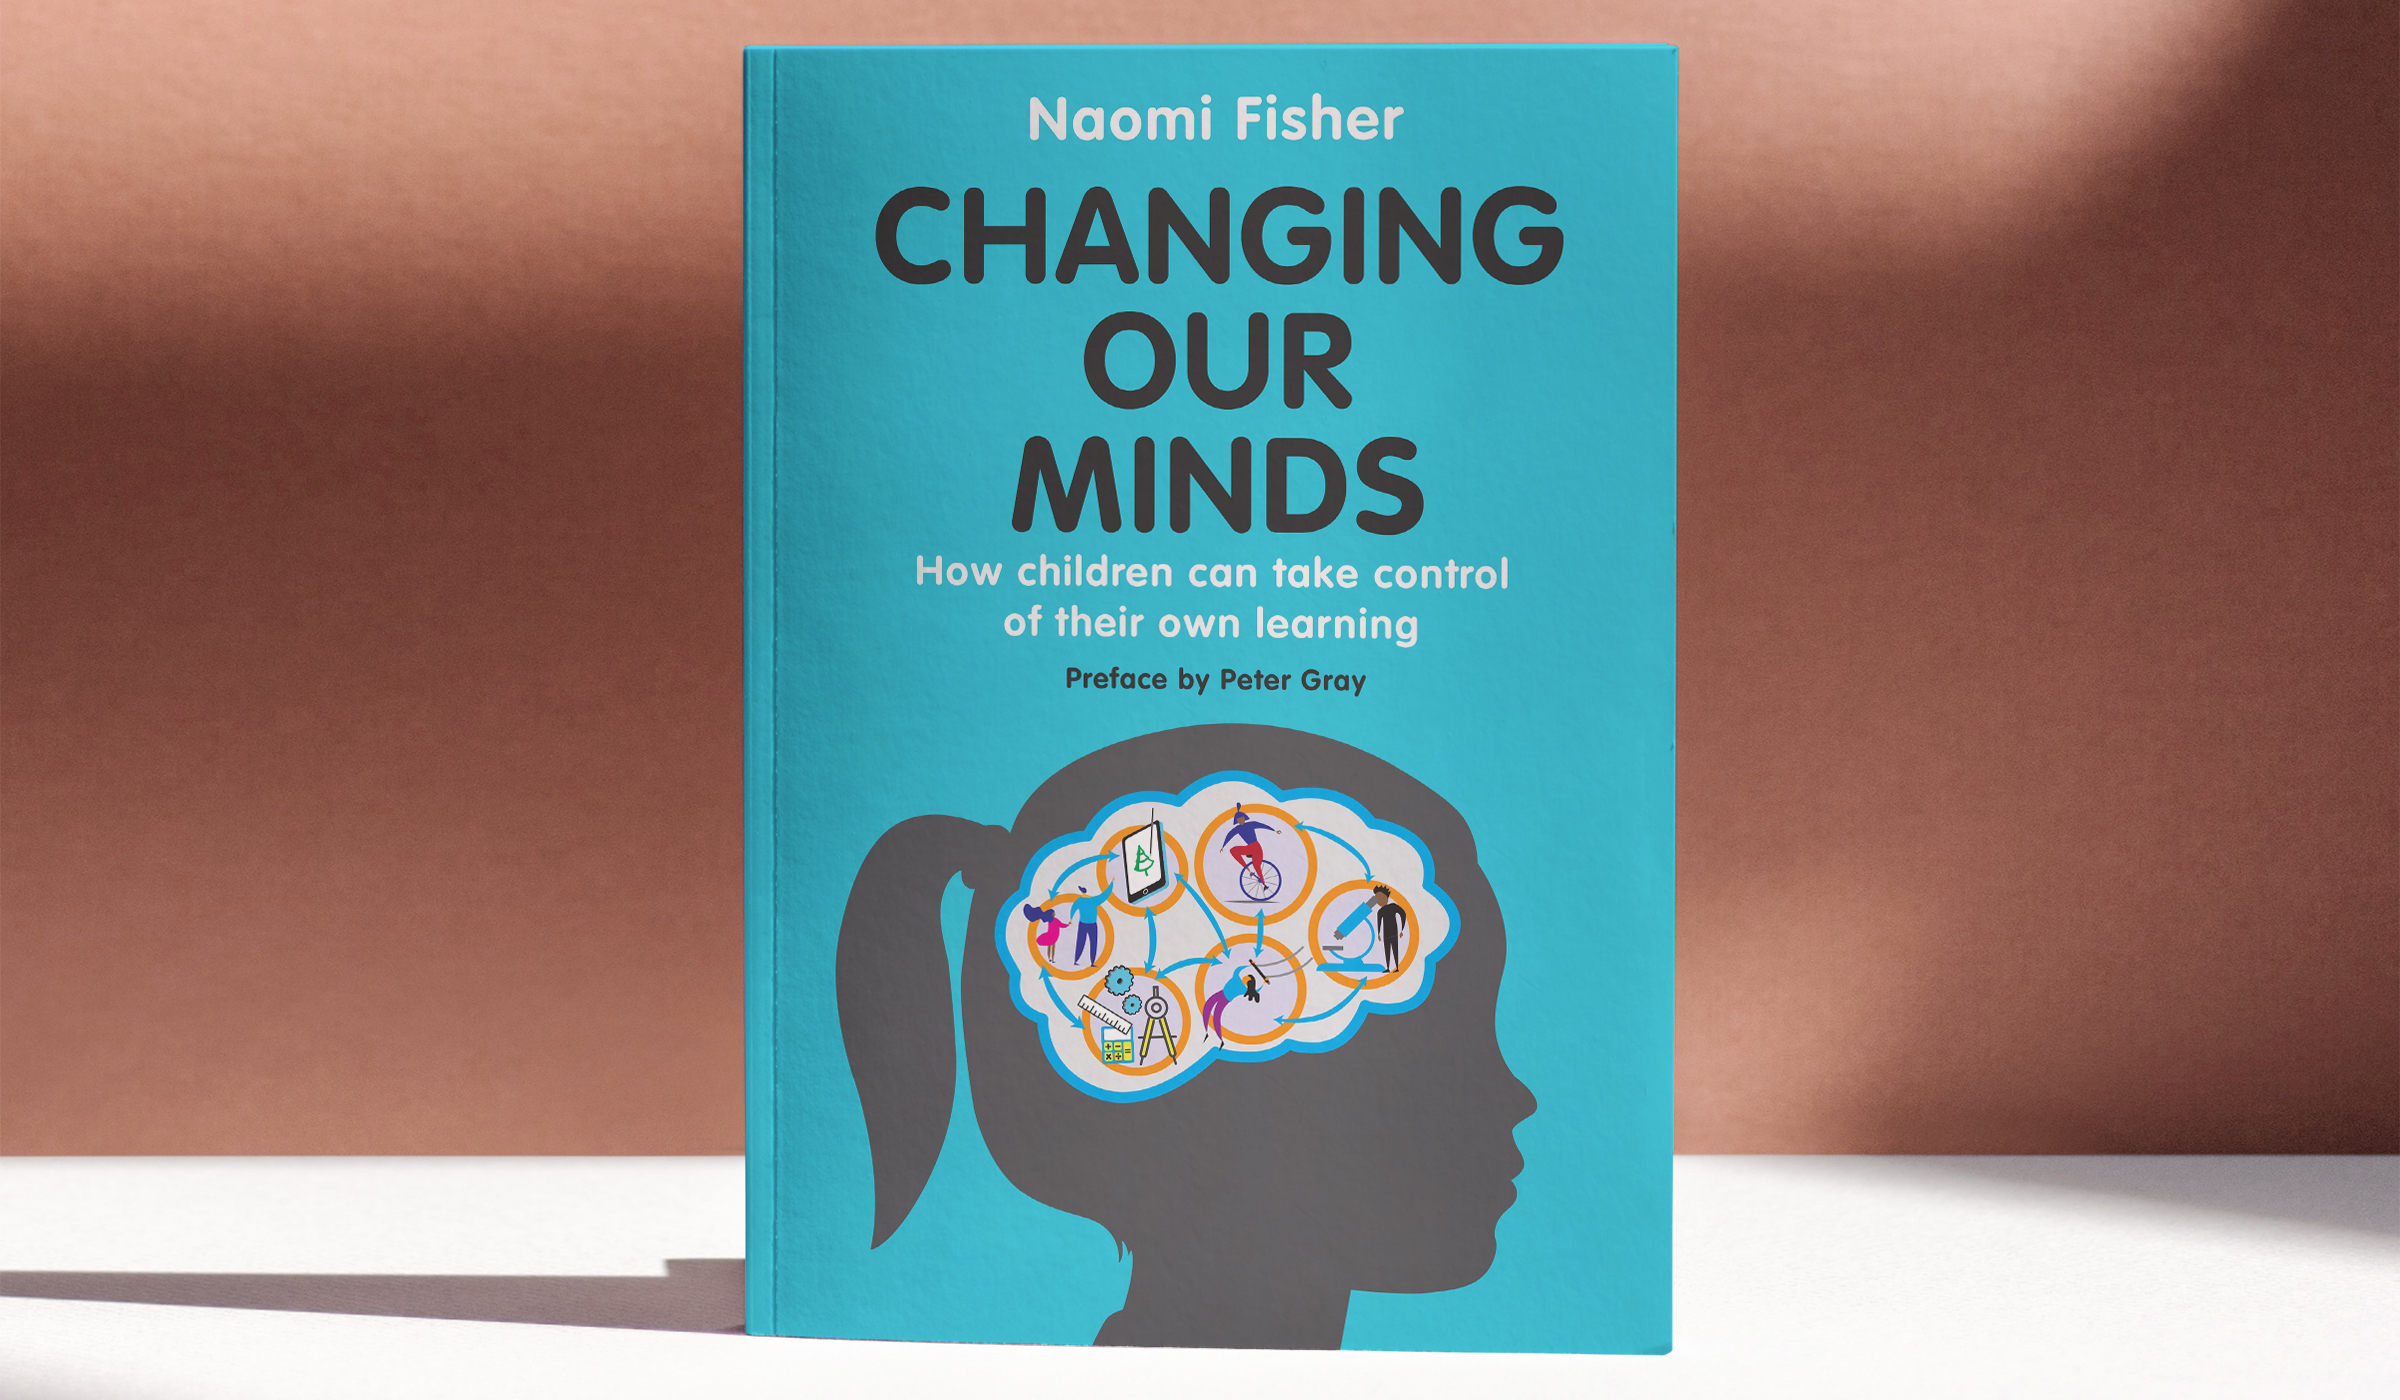 Naomi Fisher
CHANGING
OUR
MINDS
How children can take control
of their own learning
Preface by Peter Gray